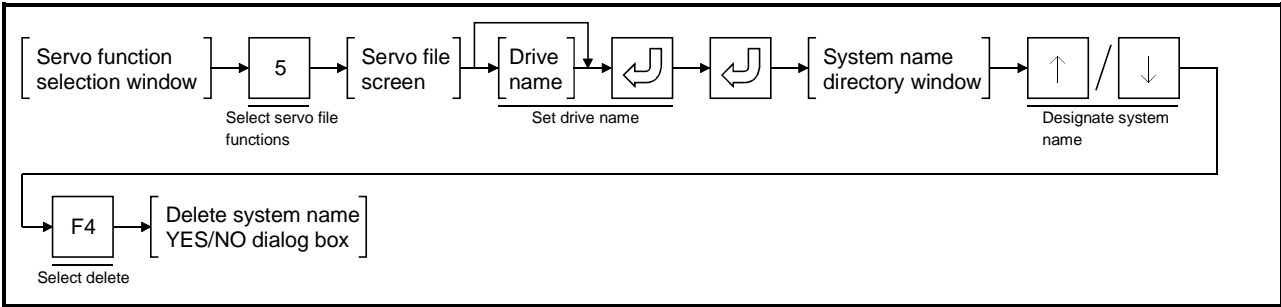 Servo function
selection window
5
Servo file
screen
Drive
name
System name
directory window
↑ / ↓
Select servo file
functions
Set drive name
Designate system
name
F4
Delete system name
YES/NO dialog box
Select delete